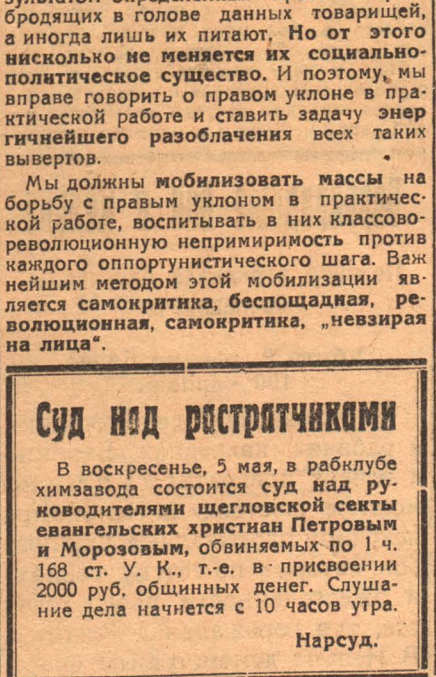 бродящих в голове данных товарищей,
а иногда лишь их питают, Но от этого
нисколько не меняется их социально-
политическое существо. И поэтому, мы
вправе говорить о правом уклоне в пра-
ктической работе и ставить задачу энер
гичнейшего разоблачения всех таких
вывертов.
Мы должны мобилизовать массы на
борьбу с правым уклоном в практичес-
кой работе, воспитывать в них классово-
революционную непримиримость против
каждого оппортунистического шага. Важ
нейшим методом этой мобилизации яв-
ляется самокритика, беспощадная, ре-
волюционная, самокритика, „невзирая
на лица“.
Суд над растратчиками
В воскресенье, 5 мая, в рабклубе
химзавода состоится суд над ру-
ководителями щегловской секты
евангельских христиан Петровым
и Морозовым, обвиняемых по 1 ч.
168 ст. У. К., т.-е. в присвоении
2000 руб. общинных денег. Слуша-
ние дела начнется с 10 часов утра.
Нарсуд.